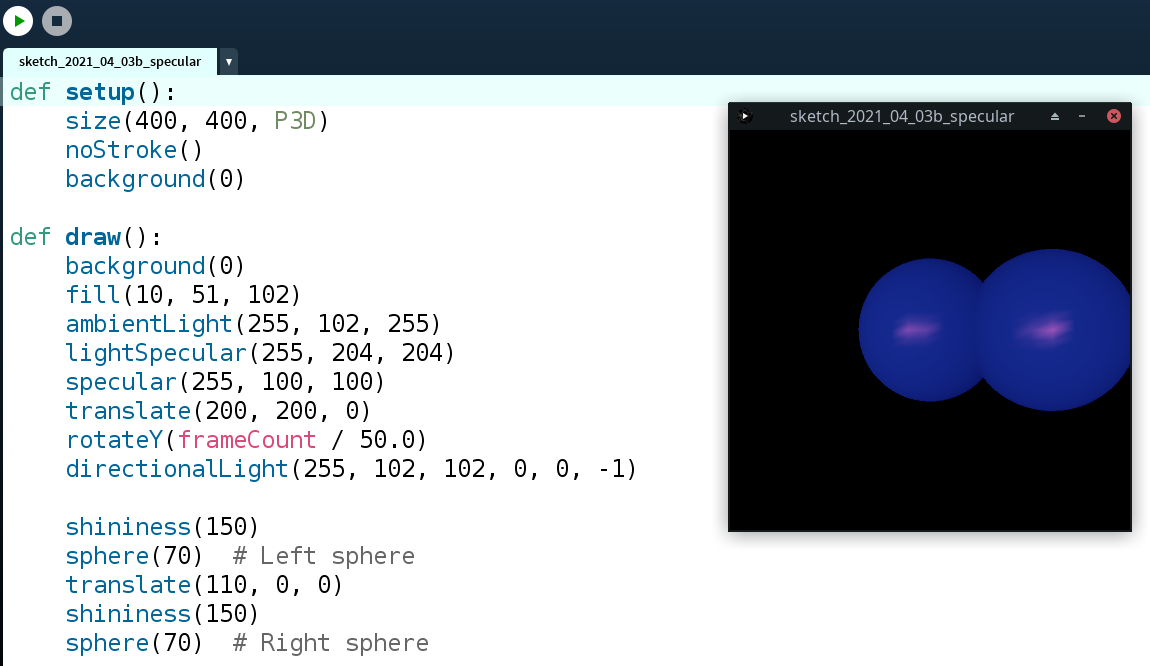 sketch_2021_04_03b_specular
def setup():
    size(400, 400, P3D)
    noStroke()
    background(0)

def draw():
    background(0)
    fill(10, 51, 102)
    ambientLight(255, 102, 255)
    lightSpecular(255, 204, 204)
    specular(255, 100, 100)
    translate(200, 200, 0)
    rotateY(frameCount / 50.0)
    directionalLight(255, 102, 102, 0, 0, -1)

    shininess(150)
    sphere(70)  # Left sphere
    translate(110, 0, 0)
    shininess(150)
    sphere(70)  # Right sphere
sketch_2021_04_03b_specular